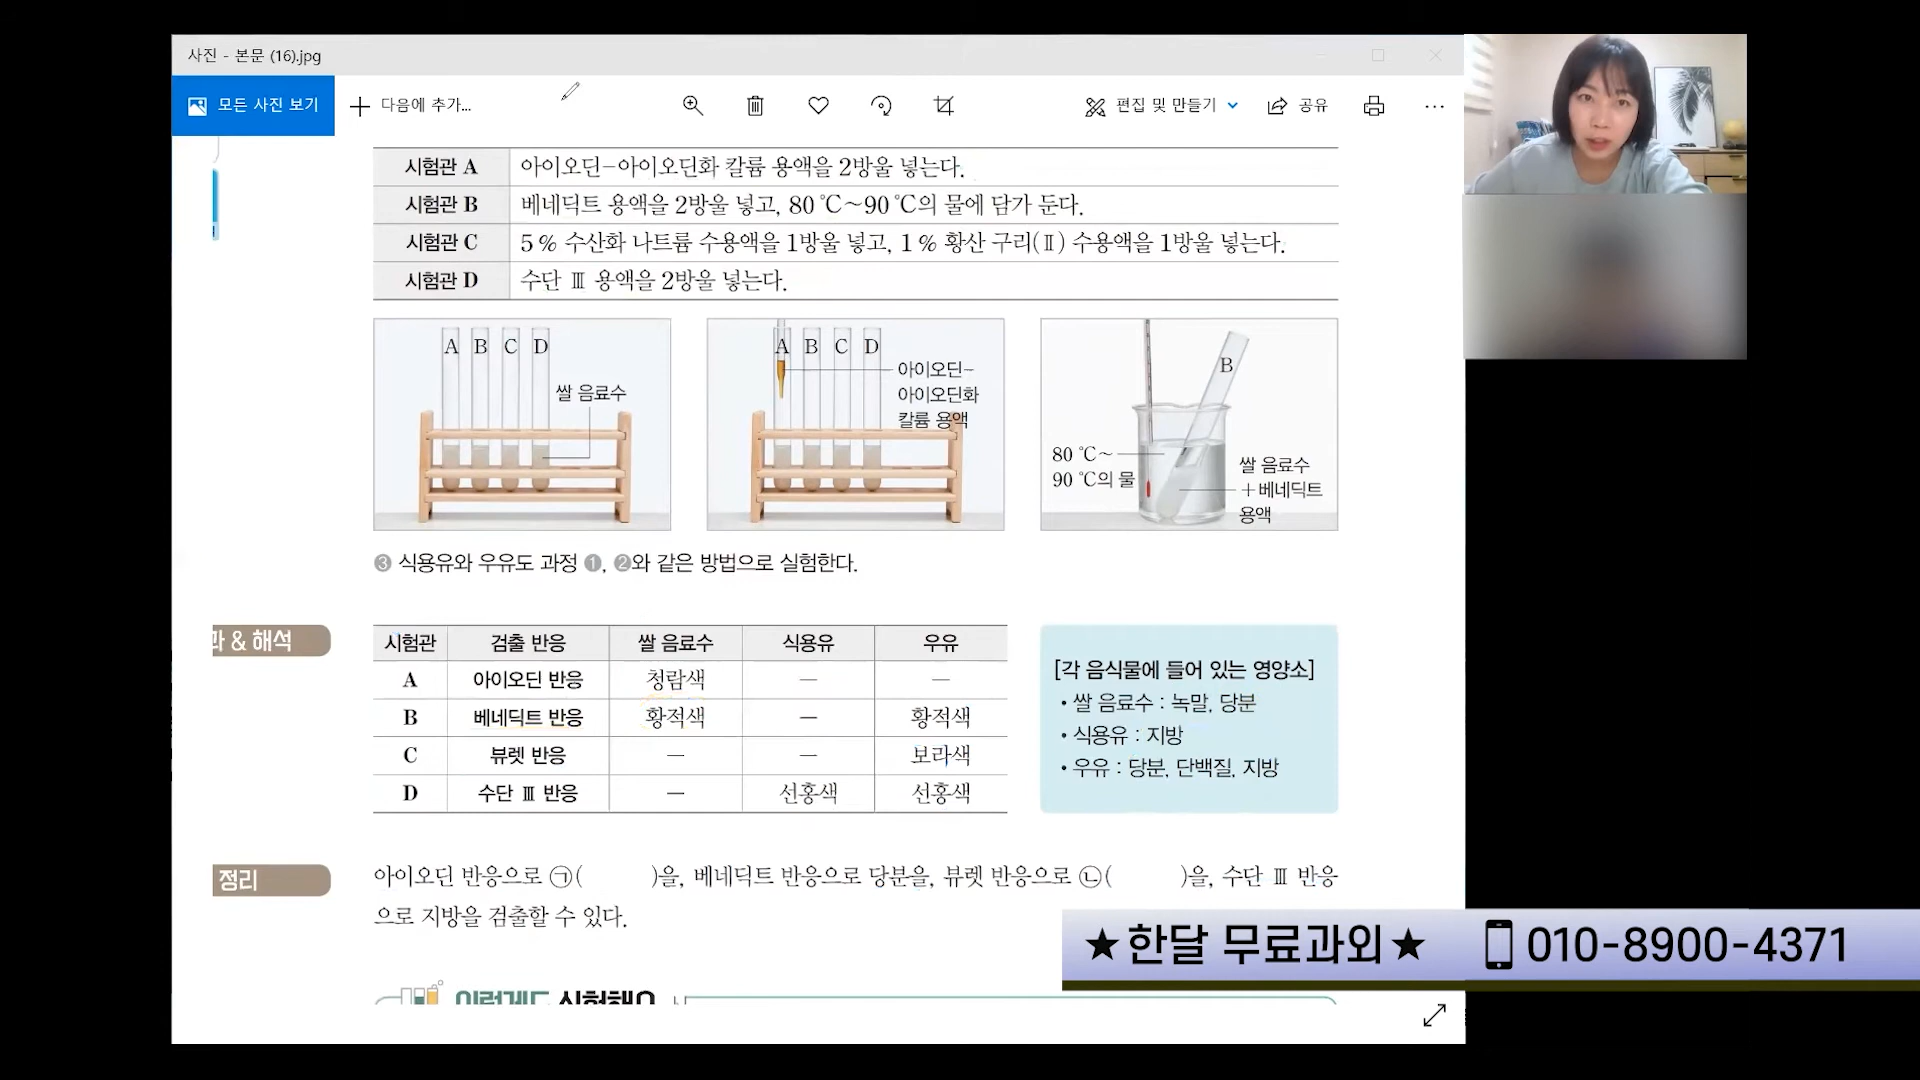 사진 - 본문 (16).jpg
모든 사진 보기
다음에 추가...
편집 및 만들기
공유
시험관 A 아이오딘-아이오딘화 칼륨 용액을 2방울 넣는다.
시험관 B 베네딕트 용액을 2방울 넣고, 80 ℃~90 ℃의 물에 담가 둔다.
시험관 C 5 % 수산화 나트륨 수용액을 1방울 넣고, 1 % 황산 구리(Ⅱ) 수용액을 1방울 넣는다.
시험관 D 수단 Ⅲ 용액을 2방울 넣는다.
A B C D
쌀 음료수
A B C D
아이오딘-
아이오딘화
칼륨 용액
B
80 ℃~
90 ℃의 물
쌀 음료수
+베네딕트
용액
❸ 식용유와 우유도 과정 ❶, ❷와 같은 방법으로 실험한다.
과 & 해석
시험관 검출 반응 쌀 음료수 식용유 우유
A 아이오딘 반응 청람색 — —
B 베네딕트 반응 황적색 — 황적색
C 뷰렛 반응 — — 보라색
D 수단 Ⅲ 반응 — 선홍색 선홍색
[각 음식물에 들어 있는 영양소]
• 쌀 음료수 : 녹말, 당분
• 식용유 : 지방
• 우유 : 당분, 단백질, 지방
정리
아이오딘 반응으로 ㉠( )을, 베네딕트 반응으로 당분을, 뷰렛 반응으로 ㉡( )을, 수단 Ⅲ 반응
으로 지방을 검출할 수 있다.
★한달 무료과외★ 010-8900-4371